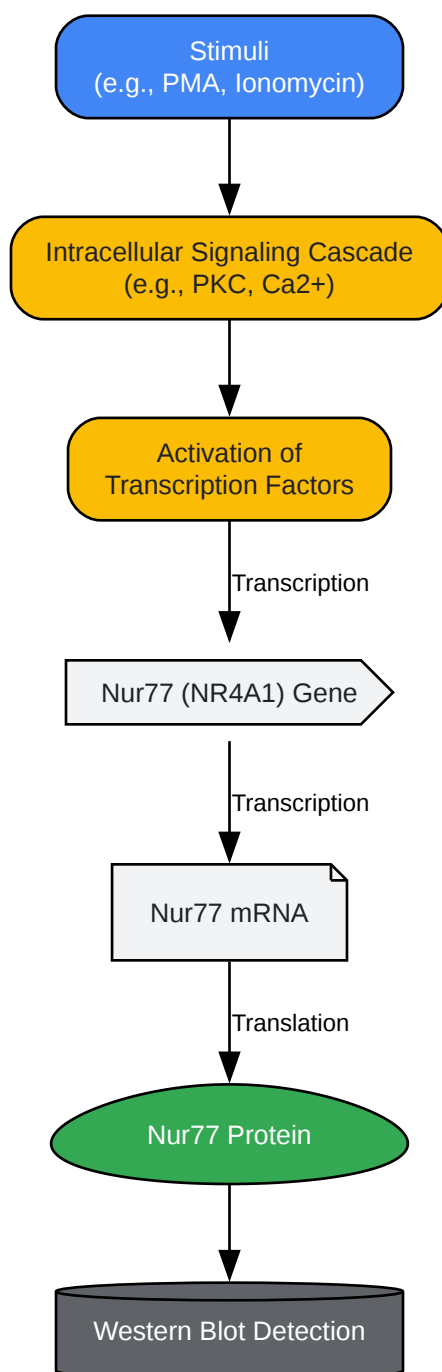 Stimuli
(e.g., PMA, Ionomycin)
Intracellular Signaling Cascade
(e.g., PKC, Ca2+)
Activation of
Transcription Factors
Transcription
Nur77 (NR4A1) Gene
Transcription
Nur77 mRNA
Translation
Nur77 Protein
Western Blot Detection